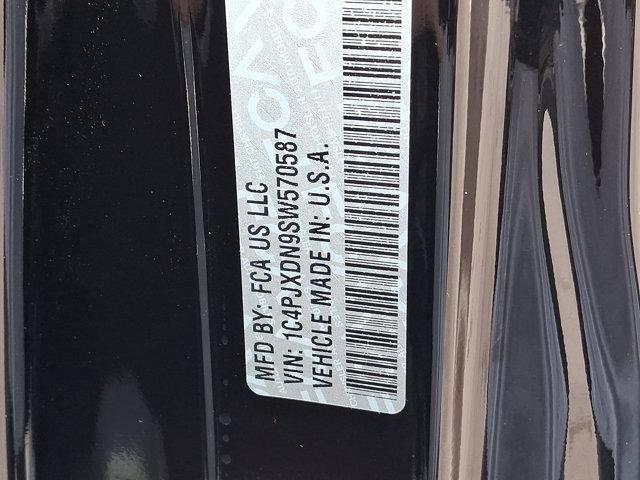 MFD BY: FCA US LLC
VIN: 1C4PJXDN9SW570587
VEHICLE MADE IN: U.S.A.